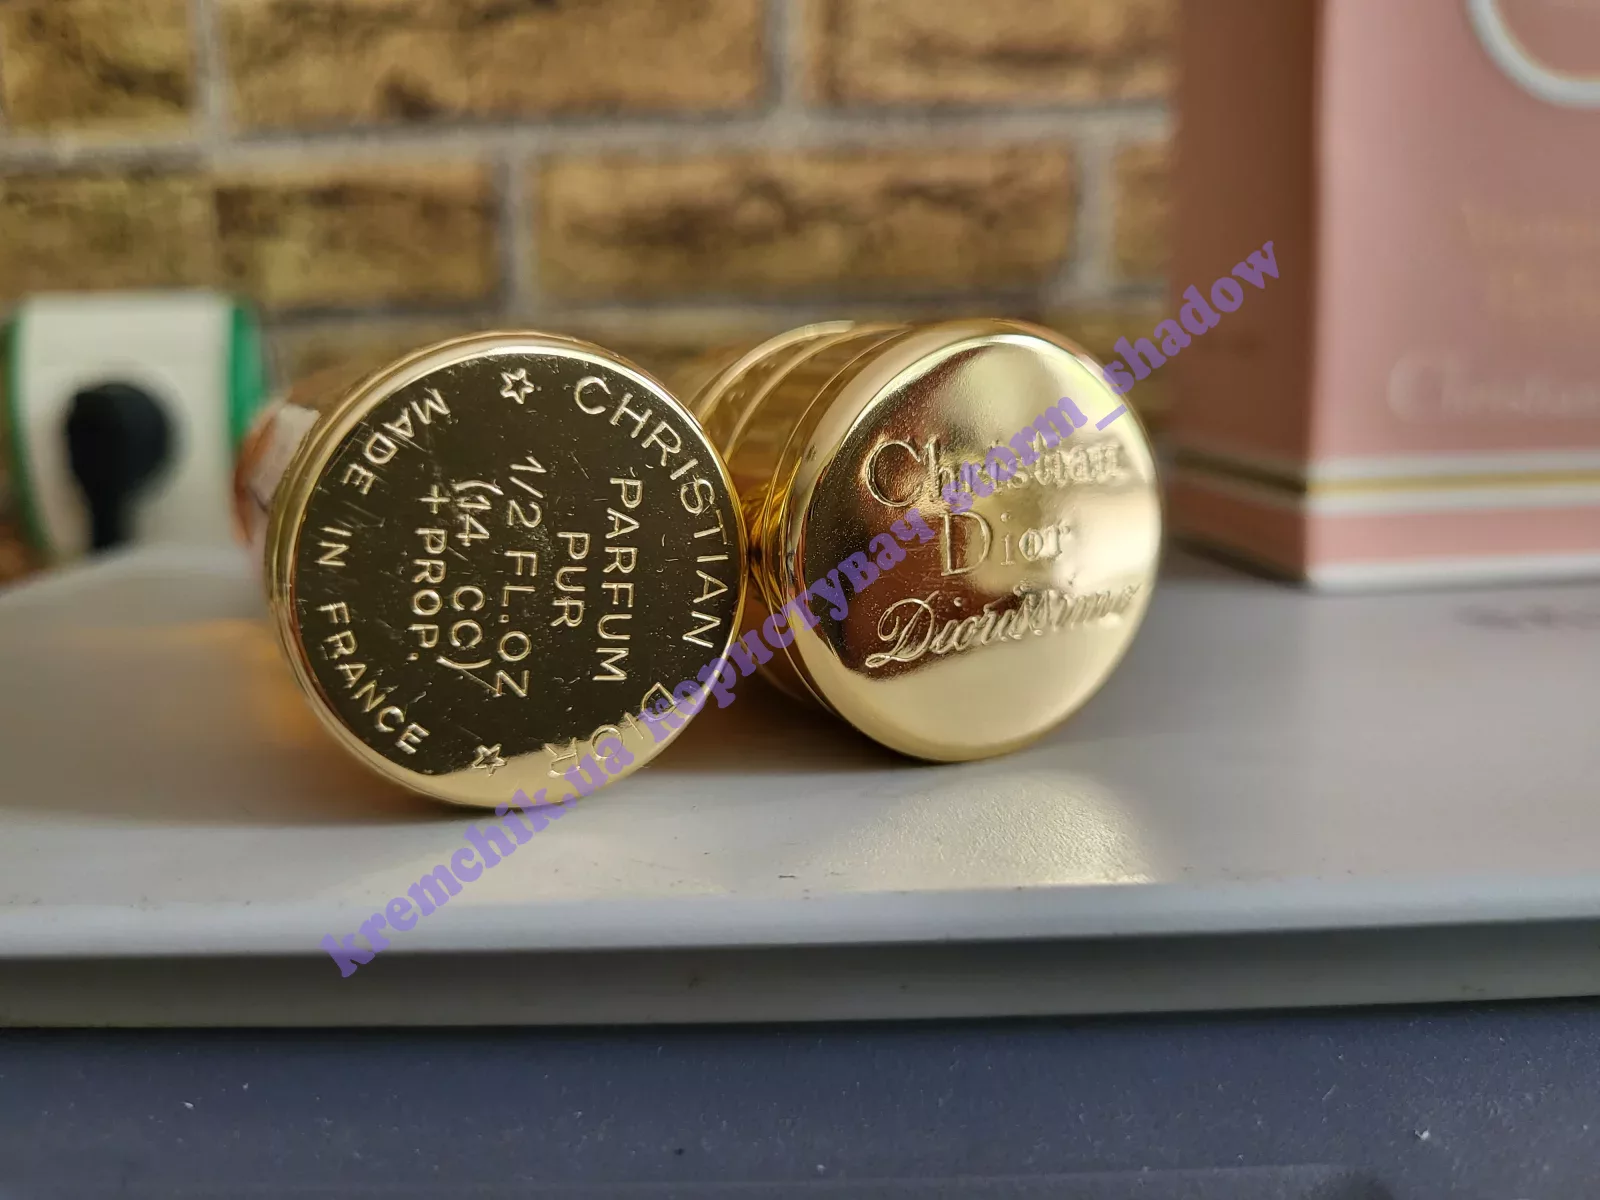 CHRISTIAN
DIOR
MADE IN FRANCE
PARFUM
PUR
1/2 FL.OZ
(14 CC)
+PROP.
Christian
Dior
Diorissimo
kremchik.ua користувач storm_shadow